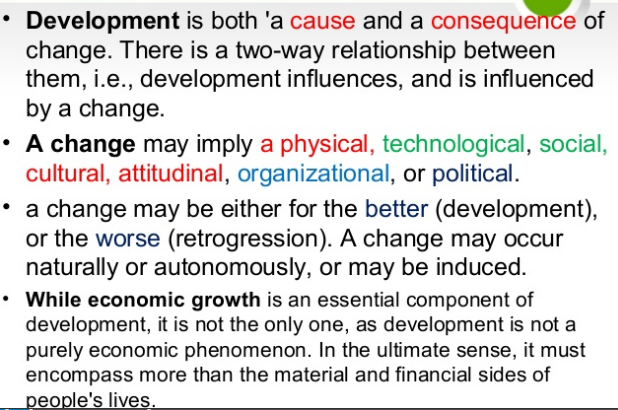 • Development is both 'a cause and a consequence of
change. There is a two-way relationship between
them, i.e., development influences, and is influenced
by a change.
• A change may imply a physical, technological, social,
cultural, attitudinal, organizational, or political.
• a change may be either for the better (development),
or the worse (retrogression). A change may occur
naturally or autonomously, or may be induced.
• While economic growth is an essential component of
development, it is not the only one, as development is not a
purely economic phenomenon. In the ultimate sense, it must
encompass more than the material and financial sides of
people's lives.